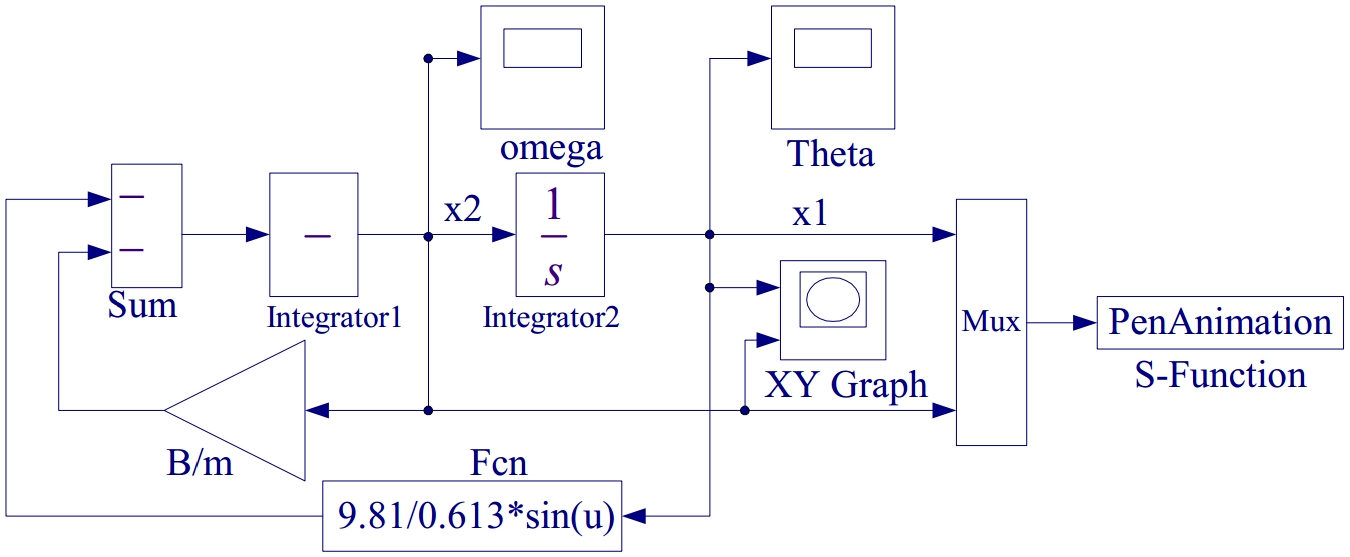 omega
Theta
—
—
Sum
—
Integrator1
x2
1
s
Integrator2
x1
XY Graph
Mux
PenAnimation
S-Function
B/m
Fcn
9.81/0.613*sin(u)